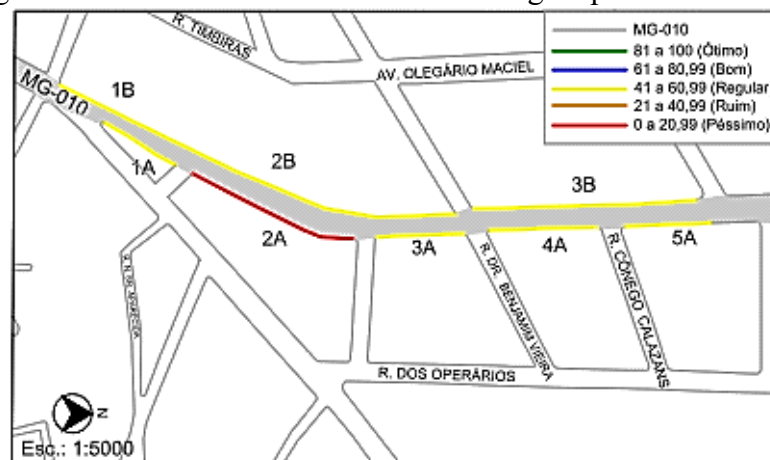 R. TIMBIRAS
MG-010
81 a 100 (Ótimo)
61 a 80,99 (Bom)
41 a 60,99 (Regular
21 a 40,99 (Ruim)
0 a 20,99 (Péssimo)
AV. OLEGÁRIO MACIEL
MG-010
1B
1A
2B
3B
2A
3A
4A
5A
R. DR. BENJAMIM VIEIRA
R. CÔNEGO CALAZANS
R. DOS OPERÁRIOS
N
Esc.: 1:5000